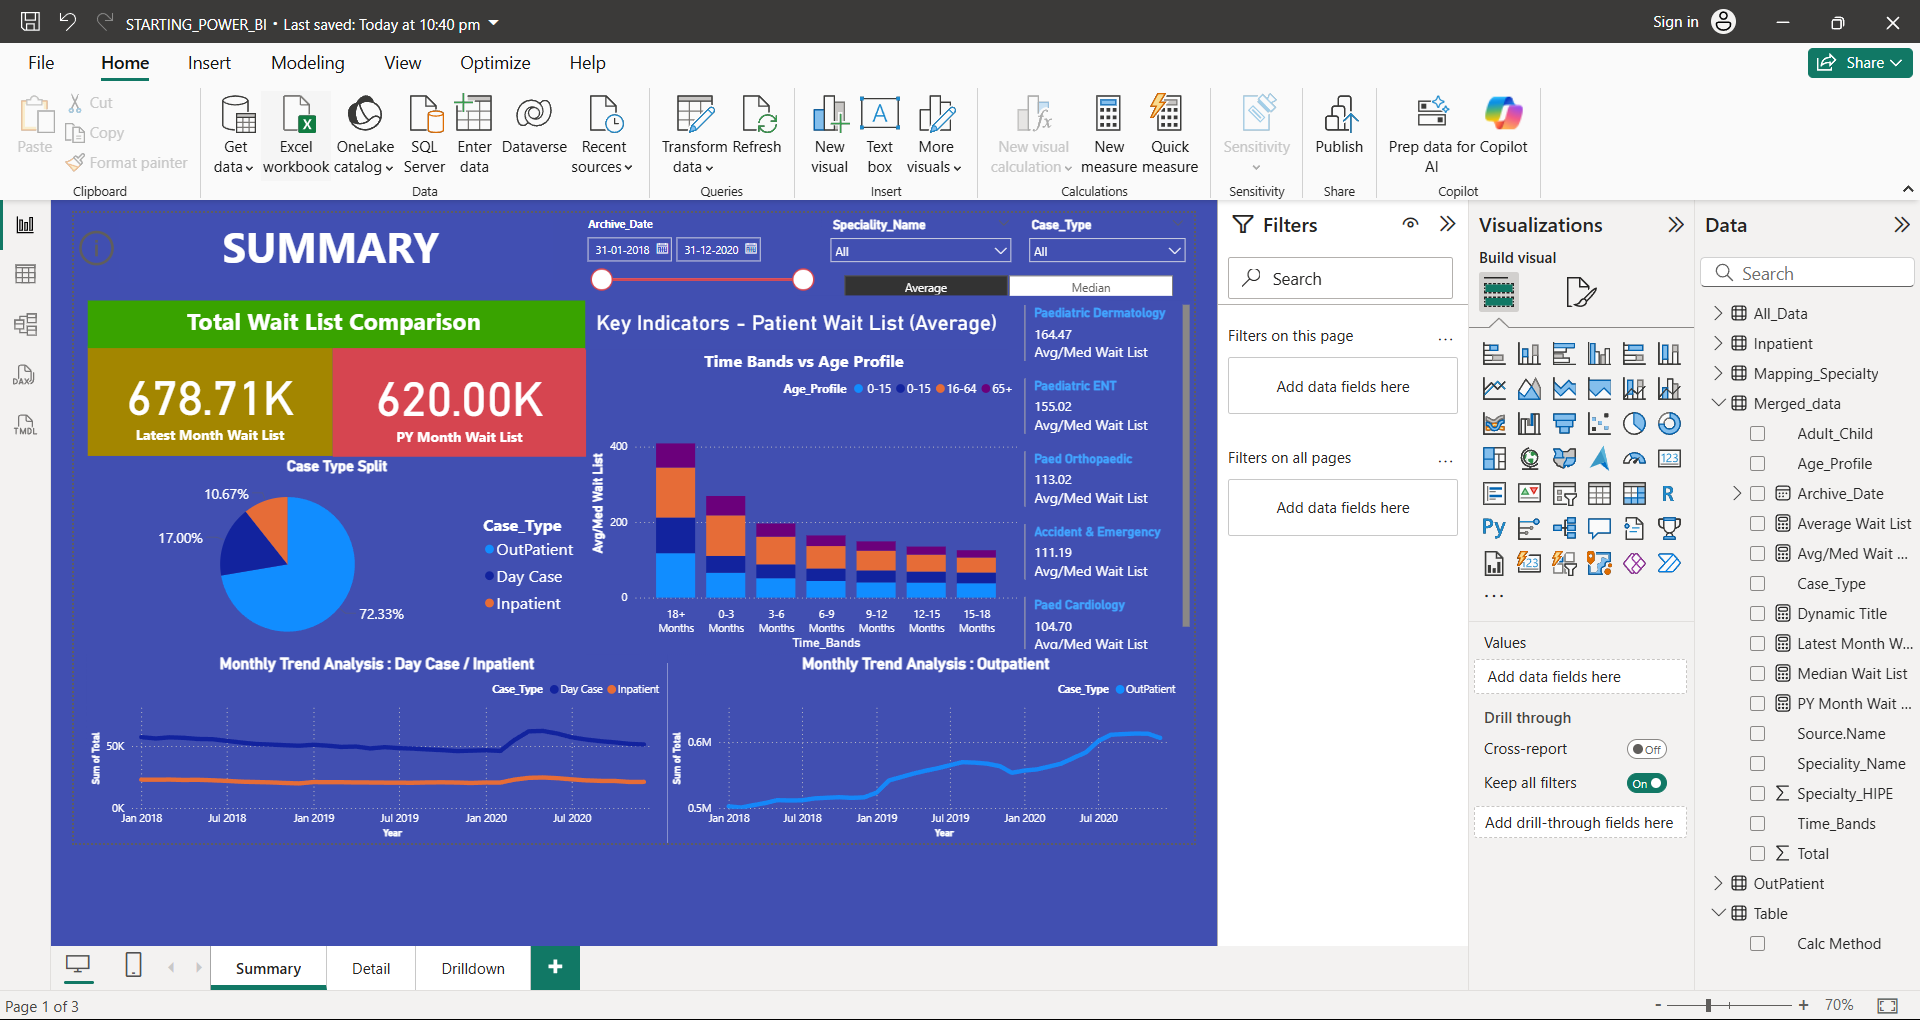 STARTING_POWER_BI • Last saved: Today at 10:40 pm
Sign in
File Home Insert Modeling View Optimize Help
Share
Paste
Cut
Copy
Format painter
Clipboard
Get data
Excel workbook
OneLake catalog
SQL Server
Enter data
Dataverse
Recent sources
Data
Transform data
Refresh
Queries
New visual
Text box
More visuals
Insert
New visual calculation
New measure
Quick measure
Calculations
Sensitivity
Sensitivity
Publish
Share
Prep data for AI
Copilot
Copilot
SUMMARY
Archive_Date
31-01-2018
31-12-2020
Speciality_Name
All
Case_Type
All
Average
Median
Total Wait List Comparison
678.71K
Latest Month Wait List
620.00K
PY Month Wait List
Key Indicators - Patient Wait List (Average)
Time Bands vs Age Profile
Age_Profile 0-15 0-15 16-64 65+
Avg/Med Wait List
400
200
0
18+ Months
0-3 Months
3-6 Months
6-9 Months
9-12 Months
12-15 Months
15-18 Months
Time_Bands
Paediatric Dermatology
164.47
Avg/Med Wait List
Paediatric ENT
155.02
Avg/Med Wait List
Paed Orthopaedic
113.02
Avg/Med Wait List
Accident & Emergency
111.19
Avg/Med Wait List
Paed Cardiology
104.70
Avg/Med Wait List
Case Type Split
10.67%
17.00%
72.33%
Case_Type
OutPatient
Day Case
Inpatient
Monthly Trend Analysis : Day Case / Inpatient
Case_Type Day Case Inpatient
Sum of Total
50K
0K
Jan 2018 Jul 2018 Jan 2019 Jul 2019 Jan 2020 Jul 2020
Year
Monthly Trend Analysis : Outpatient
Case_Type OutPatient
Sum of Total
0.6M
0.5M
Jan 2018 Jul 2018 Jan 2019 Jul 2019 Jan 2020 Jul 2020
Year
Filters
Search
Filters on this page
...
Add data fields here
Filters on all pages
...
Add data fields here
Visualizations
Build visual
123
R
Py
123
...
Values
Add data fields here
Drill through
Cross-report
Off
Keep all filters
On
Add drill-through fields here
Data
Search
All_Data
Inpatient
Mapping_Specialty
Merged_data
Adult_Child
Age_Profile
Archive_Date
Average Wait List
Avg/Med Wait ...
Case_Type
Dynamic Title
Latest Month W...
Median Wait List
PY Month Wait ...
Source.Name
Speciality_Name
Σ Specialty_HIPE
Time_Bands
Σ Total
OutPatient
Table
Calc Method
DAX
TMDL
Summary
Detail
Drilldown
+
Page 1 of 3
- + 70%